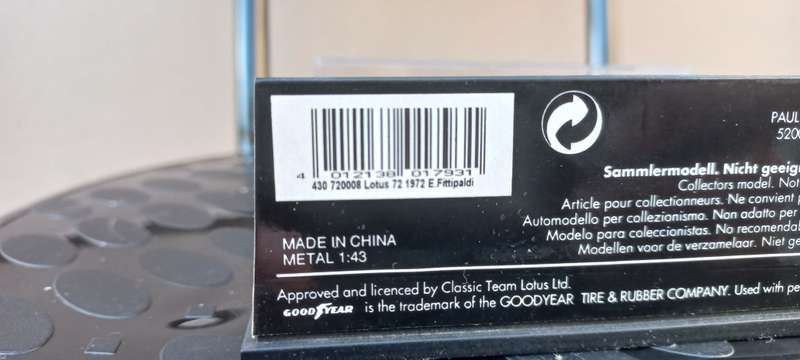 4 012138 017931
430 720008 Lotus 72 1972 E.Fittipaldi
MADE IN CHINA
METAL 1:43
PAUL
520
Sammlermodell. Nicht geeig
Collectors model. Not
Article pour collectionneurs. Ne convient
Automodello per collezionismo. Non adatto per
Modelo para coleccionistas. No recomendab
Modellen voor de verzamelaar. Niet ge
Approved and licenced by Classic Team Lotus Ltd.
GOODYEAR is the trademark of the GOODYEAR TIRE & RUBBER COMPANY. Used with pe